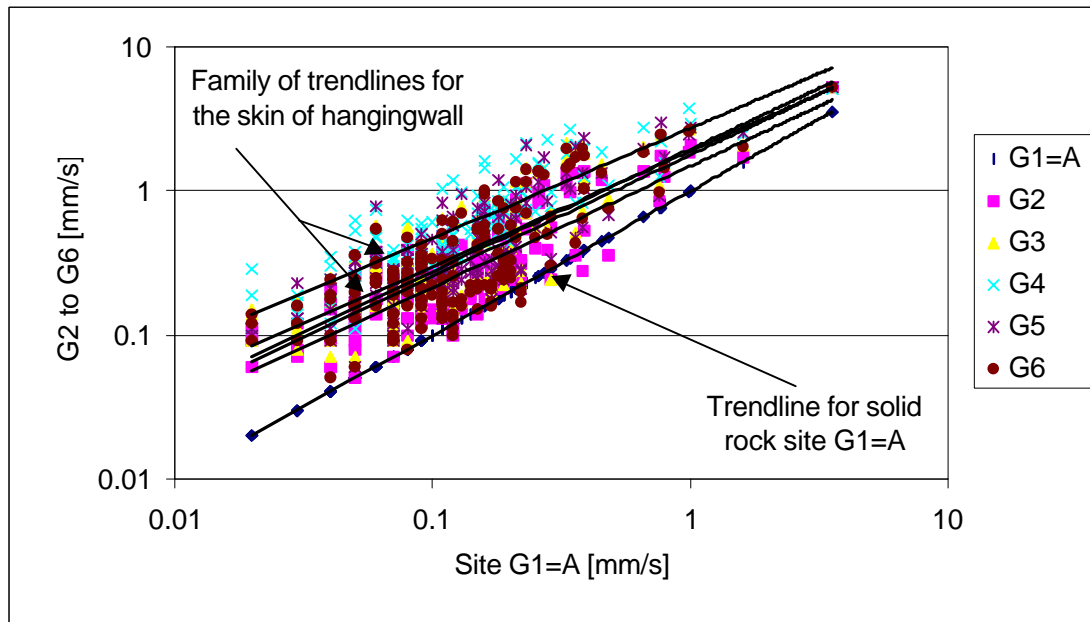 10
Family of trendlines for
the skin of hangingwall
1
G2 to G6 [mm/s]
0.1
Trendline for solid
rock site G1=A
0.01
0.01
0.1
1
10
Site G1=A [mm/s]
G1=A
G2
G3
G4
G5
G6